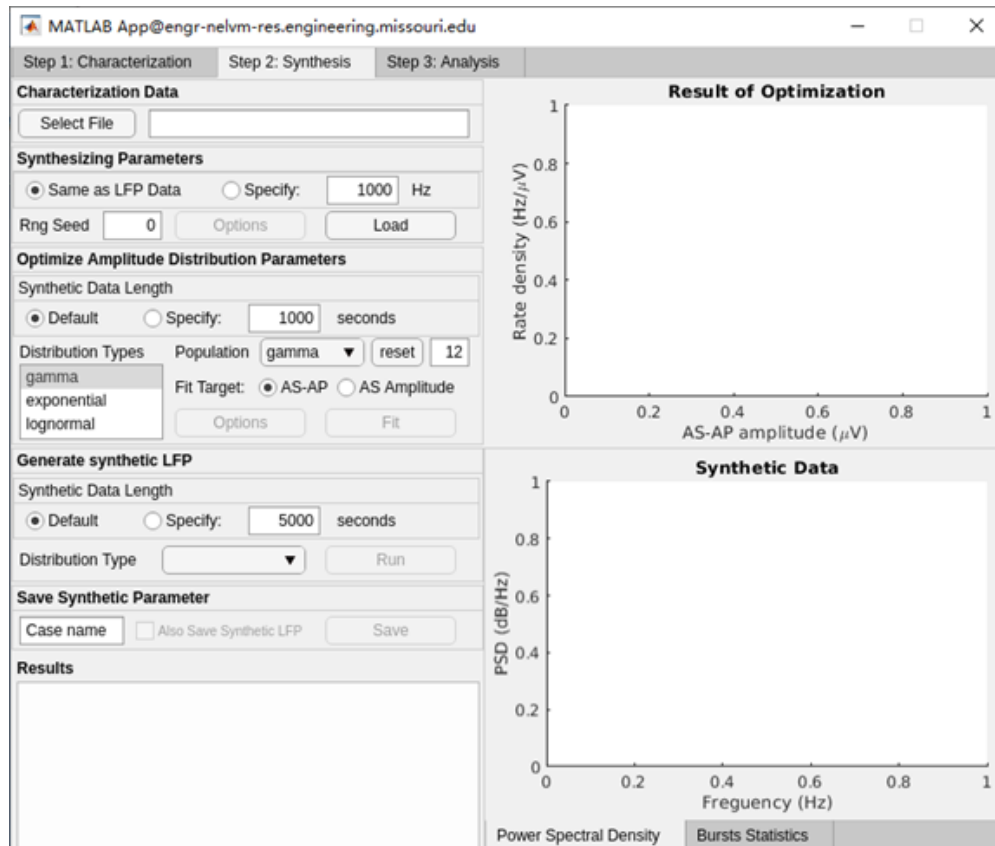 MATLAB App@engr-nelvm-res.engineering.missouri.edu
Step 1: Characterization Step 2: Synthesis Step 3: Analysis
Characterization Data
Select File
Synthesizing Parameters
Same as LFP Data Specify: 1000 Hz
Rng Seed 0 Options Load
Optimize Amplitude Distribution Parameters
Synthetic Data Length
Default Specify: 1000 seconds
Distribution Types Population gamma reset 12
gamma
exponential
lognormal
Fit Target: AS-AP AS Amplitude
Options Fit
Generate synthetic LFP
Synthetic Data Length
Default Specify: 5000 seconds
Distribution Type Run
Save Synthetic Parameter
Case name Also Save Synthetic LFP Save
Results
Result of Optimization
Rate density (Hz/μV)
1
0.8
0.6
0.4
0.2
0
0 0.2 0.4 0.6 0.8 1
AS-AP amplitude (μV)
Synthetic Data
PSD (dB/Hz)
1
0.8
0.6
0.4
0.2
0
0 0.2 0.4 0.6 0.8 1
Freguency (Hz)
Power Spectral Density Bursts Statistics